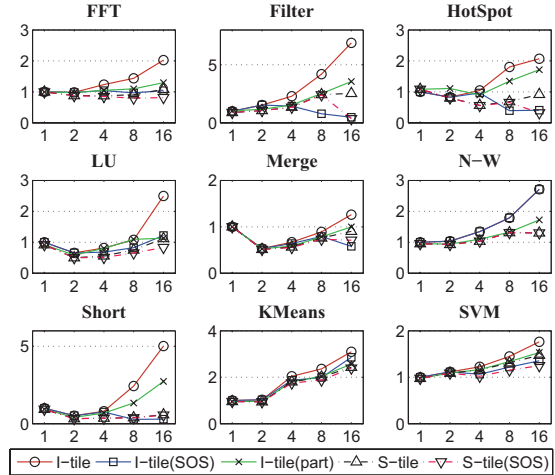 FFT Filter HotSpot
3 3
2 5 2
1 1
0 0 0
1 2 4 8 16 1 2 4 8 16 1 2 4 8 16
LU Merge N−W
3 2 3
2 2
1 1 1
0 0 0
1 2 4 8 16 1 2 4 8 16 1 2 4 8 16
Short KMeans SVM
4 2
5
2 1
0 0 0
1 2 4 8 16 1 2 4 8 16 1 2 4 8 16
I−tile I−tile(SOS) I−tile(part) S−tile S−tile(SOS)